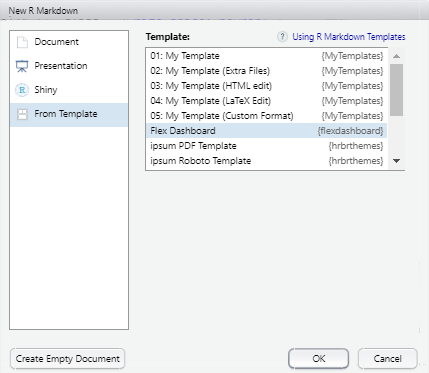 New R Markdown
Document
Presentation
Shiny
From Template
Template:
? Using R Markdown Templates
01: My Template {MyTemplates}
02: My Template (Extra Files) {MyTemplates}
03: My Template (HTML edit) {MyTemplates}
04: My Template (LaTeX Edit) {MyTemplates}
05: My Template (Custom Format) {MyTemplates}
Flex Dashboard {flexdashboard}
ipsum PDF Template {hrbrthemes}
ipsum Roboto Template {hrbrthemes}
Create Empty Document
OK
Cancel